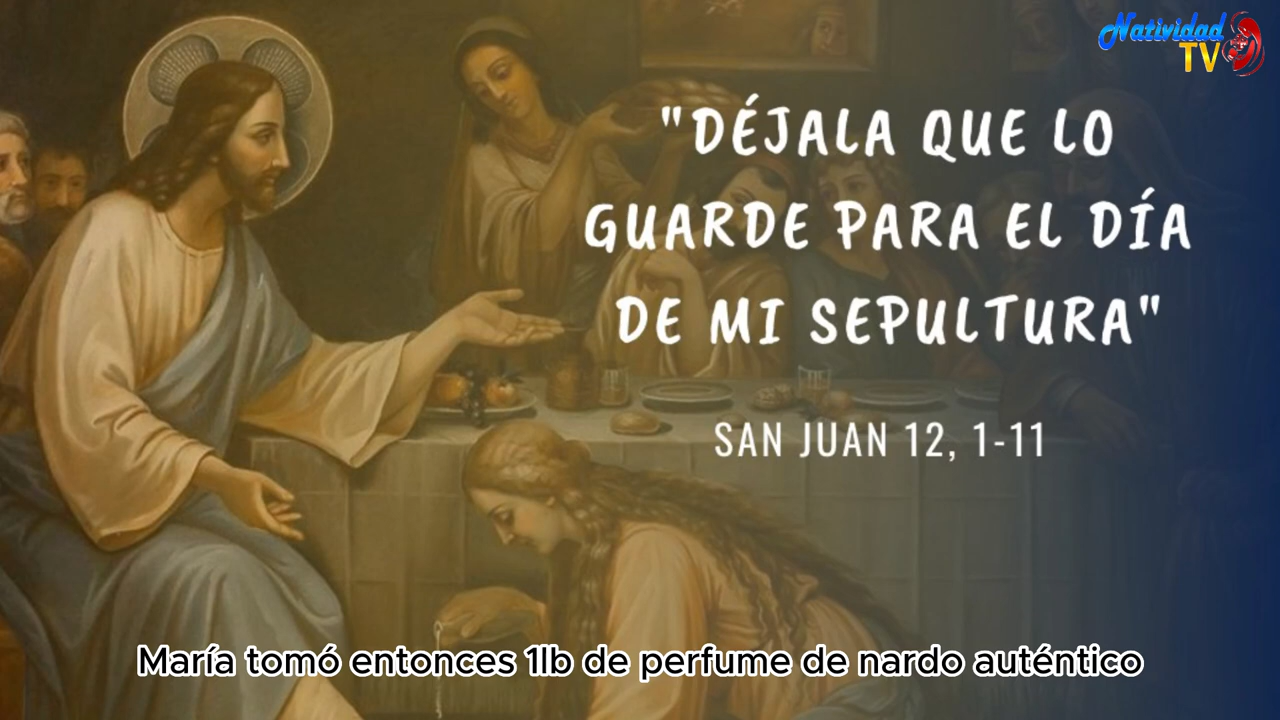 Natividad
TV
"DÉJALA QUE LO
GUARDE PARA EL DÍA
DE MI SEPULTURA"
SAN JUAN 12, 1-11
María tomó entonces 1lb de perfume de nardo auténtico